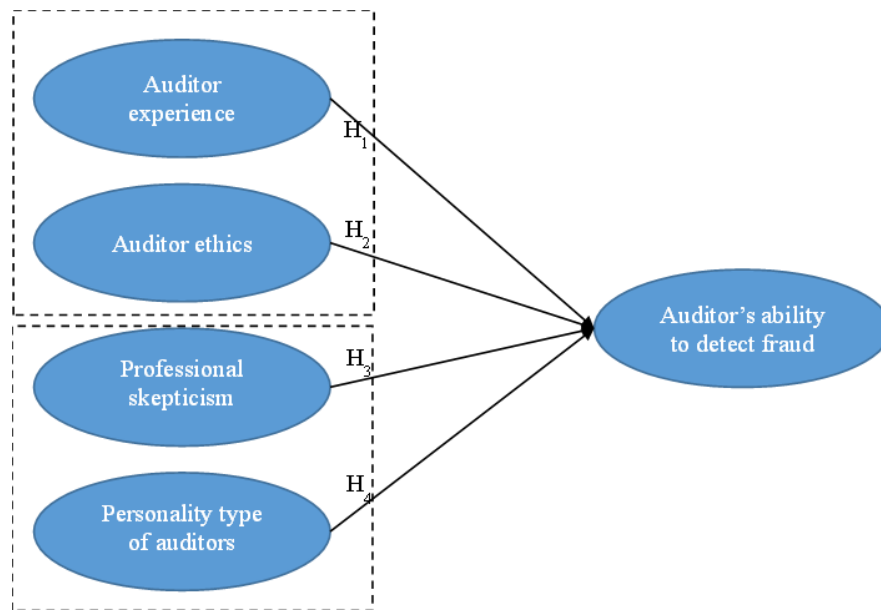 Auditor
experience
H1
Auditor ethics
H2
Professional
skepticism
H3
Personality type
of auditors
H4
Auditor’s ability
to detect fraud